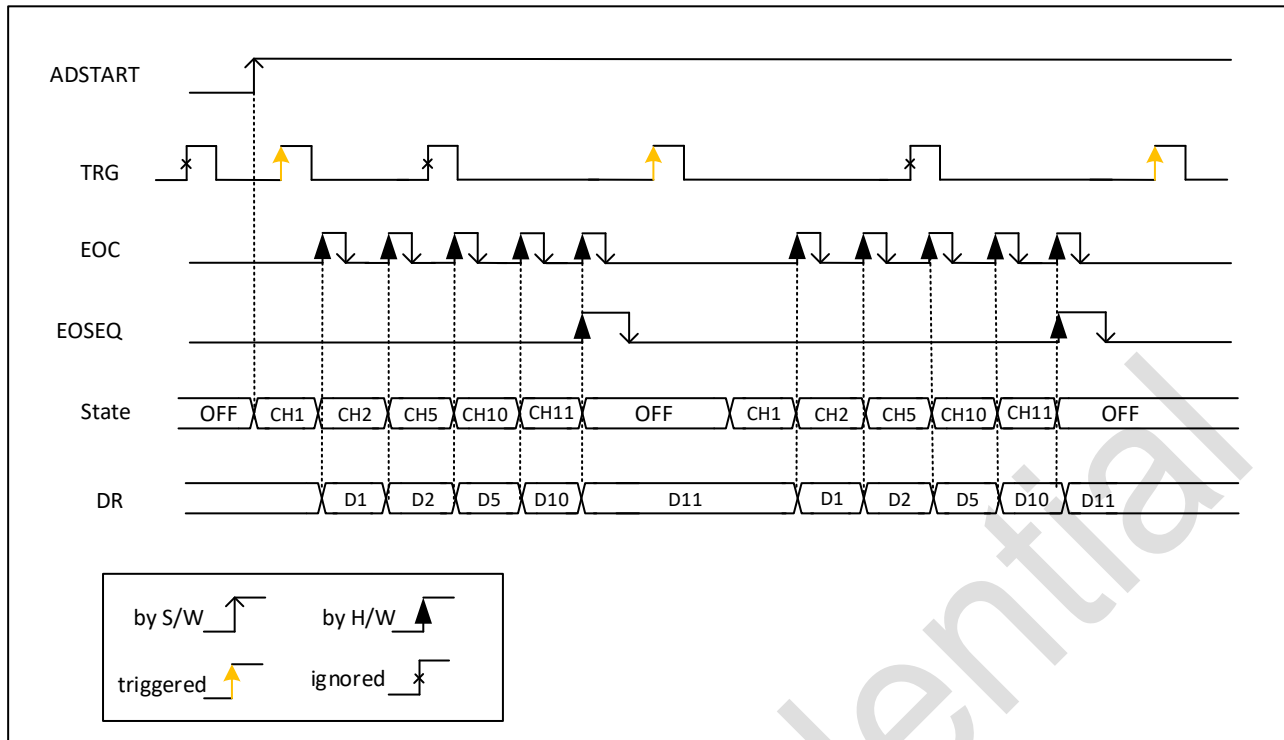 ADSTART
TRG
EOC
EOSEQ
State OFF CH1 CH2 CH5 CH10 CH11 OFF CH1 CH2 CH5 CH10 CH11 OFF
DR D1 D2 D5 D10 D11 D1 D2 D5 D10 D11
by S/W by H/W
triggered ignored